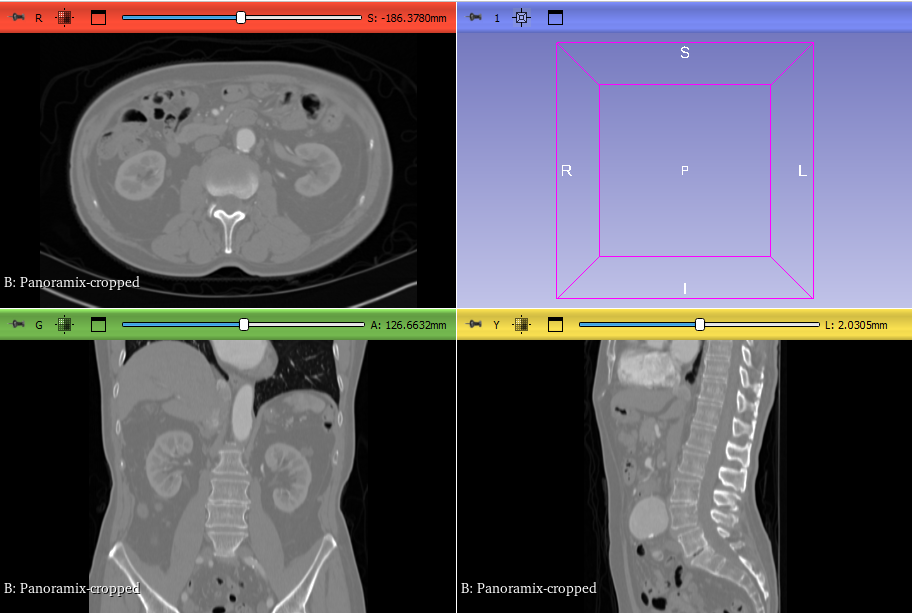 R S: -186.3780mm
1
S
R P L
I
B: Panoramix-cropped
G A: 126.6632mm
Y L: 2.0305mm
B: Panoramix-cropped
B: Panoramix-cropped